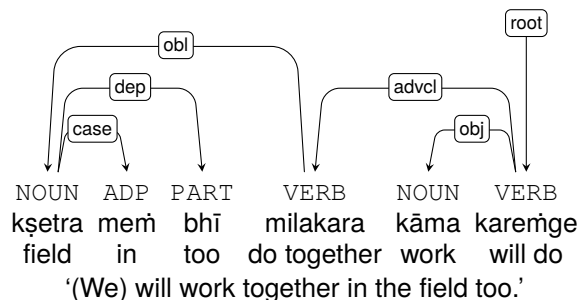 root
obl
dep advcl
case obj
NOUN ADP PART VERB NOUN VERB
kṣetra meṁ bhī milakara kāma kareṁge
field in too do together work will do
‘(We) will work together in the field too.’